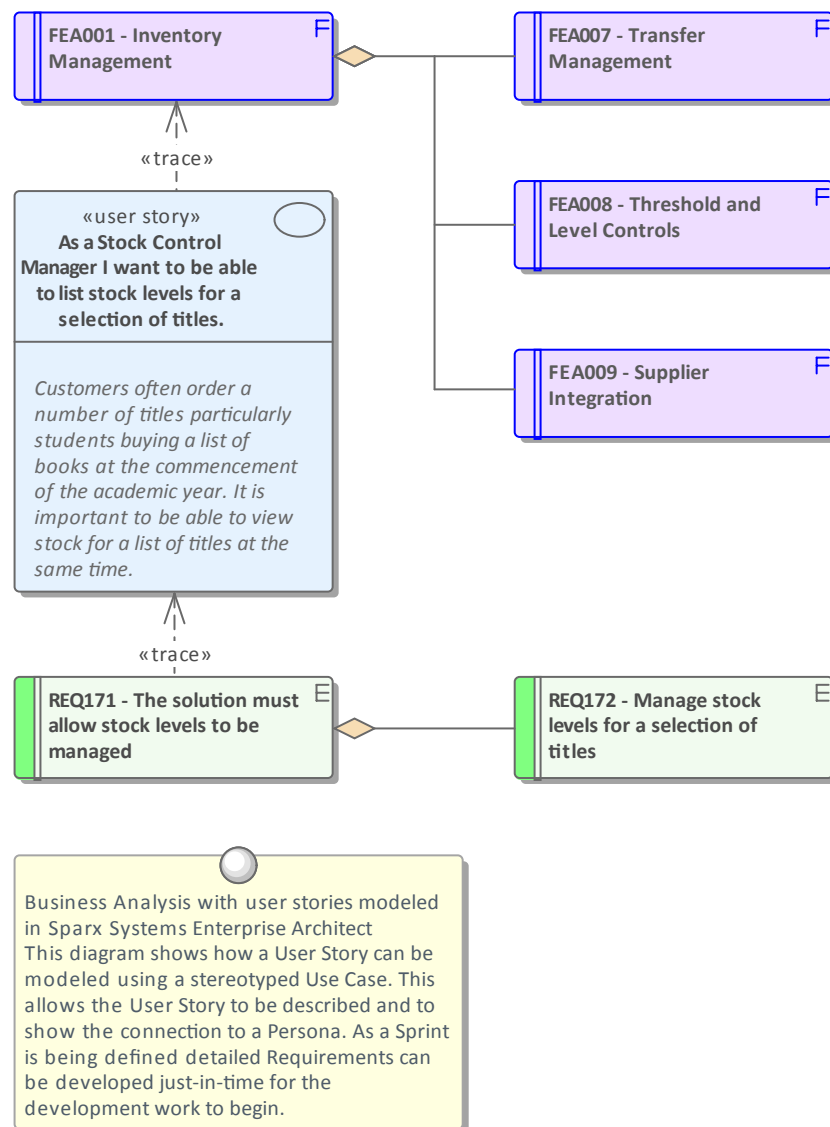 FEA001 - Inventory
Management
F
FEA007 - Transfer
Management
F
«trace»
«user story»
As a Stock Control
Manager I want to be able
to list stock levels for a
selection of titles.
FEA008 - Threshold and
Level Controls
F
Customers often order a
number of titles particularly
students buying a list of
books at the commencement
of the academic year. It is
important to be able to view
stock for a list of titles at the
same time.
FEA009 - Supplier
Integration
F
«trace»
REQ171 - The solution must
allow stock levels to be
managed
E
REQ172 - Manage stock
levels for a selection of
titles
E
Business Analysis with user stories modeled
in Sparx Systems Enterprise Architect
This diagram shows how a User Story can be
modeled using a stereotyped Use Case. This
allows the User Story to be described and to
show the connection to a Persona. As a Sprint
is being defined detailed Requirements can
be developed just-in-time for the
development work to begin.